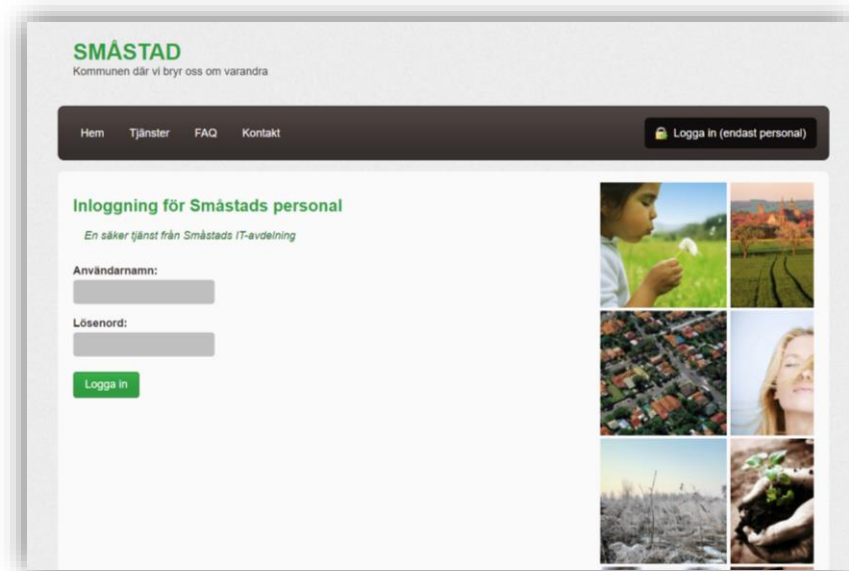 SMÅSTAD
Kommunen där vi bryr oss om varandra
Hem Tjänster FAQ Kontakt Logga in (endast personal)
Inloggning för Småstads personal
En säker tjänst från Småstads IT-avdelning
Användarnamn:
Lösenord:
Logga in